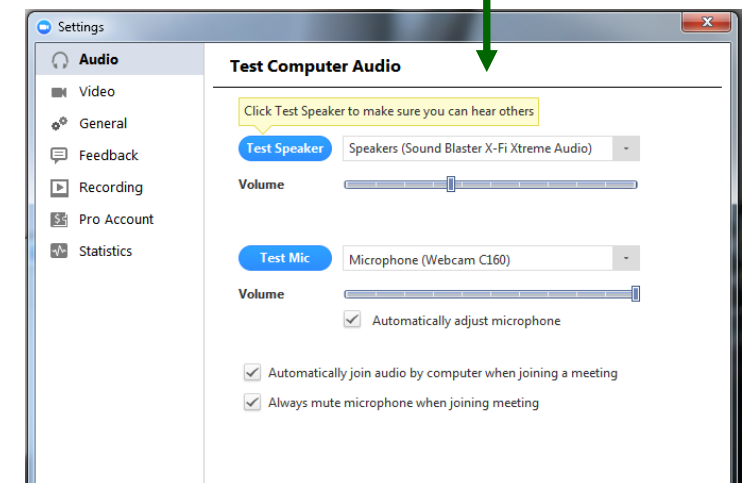 Settings
Audio
Video
General
Feedback
Recording
Pro Account
Statistics
Test Computer Audio
Click Test Speaker to make sure you can hear others
Test Speaker
Speakers (Sound Blaster X-Fi Xtreme Audio)
Volume
Test Mic
Microphone (Webcam C160)
Volume
Automatically adjust microphone
Automatically join audio by computer when joining a meeting
Always mute microphone when joining meeting